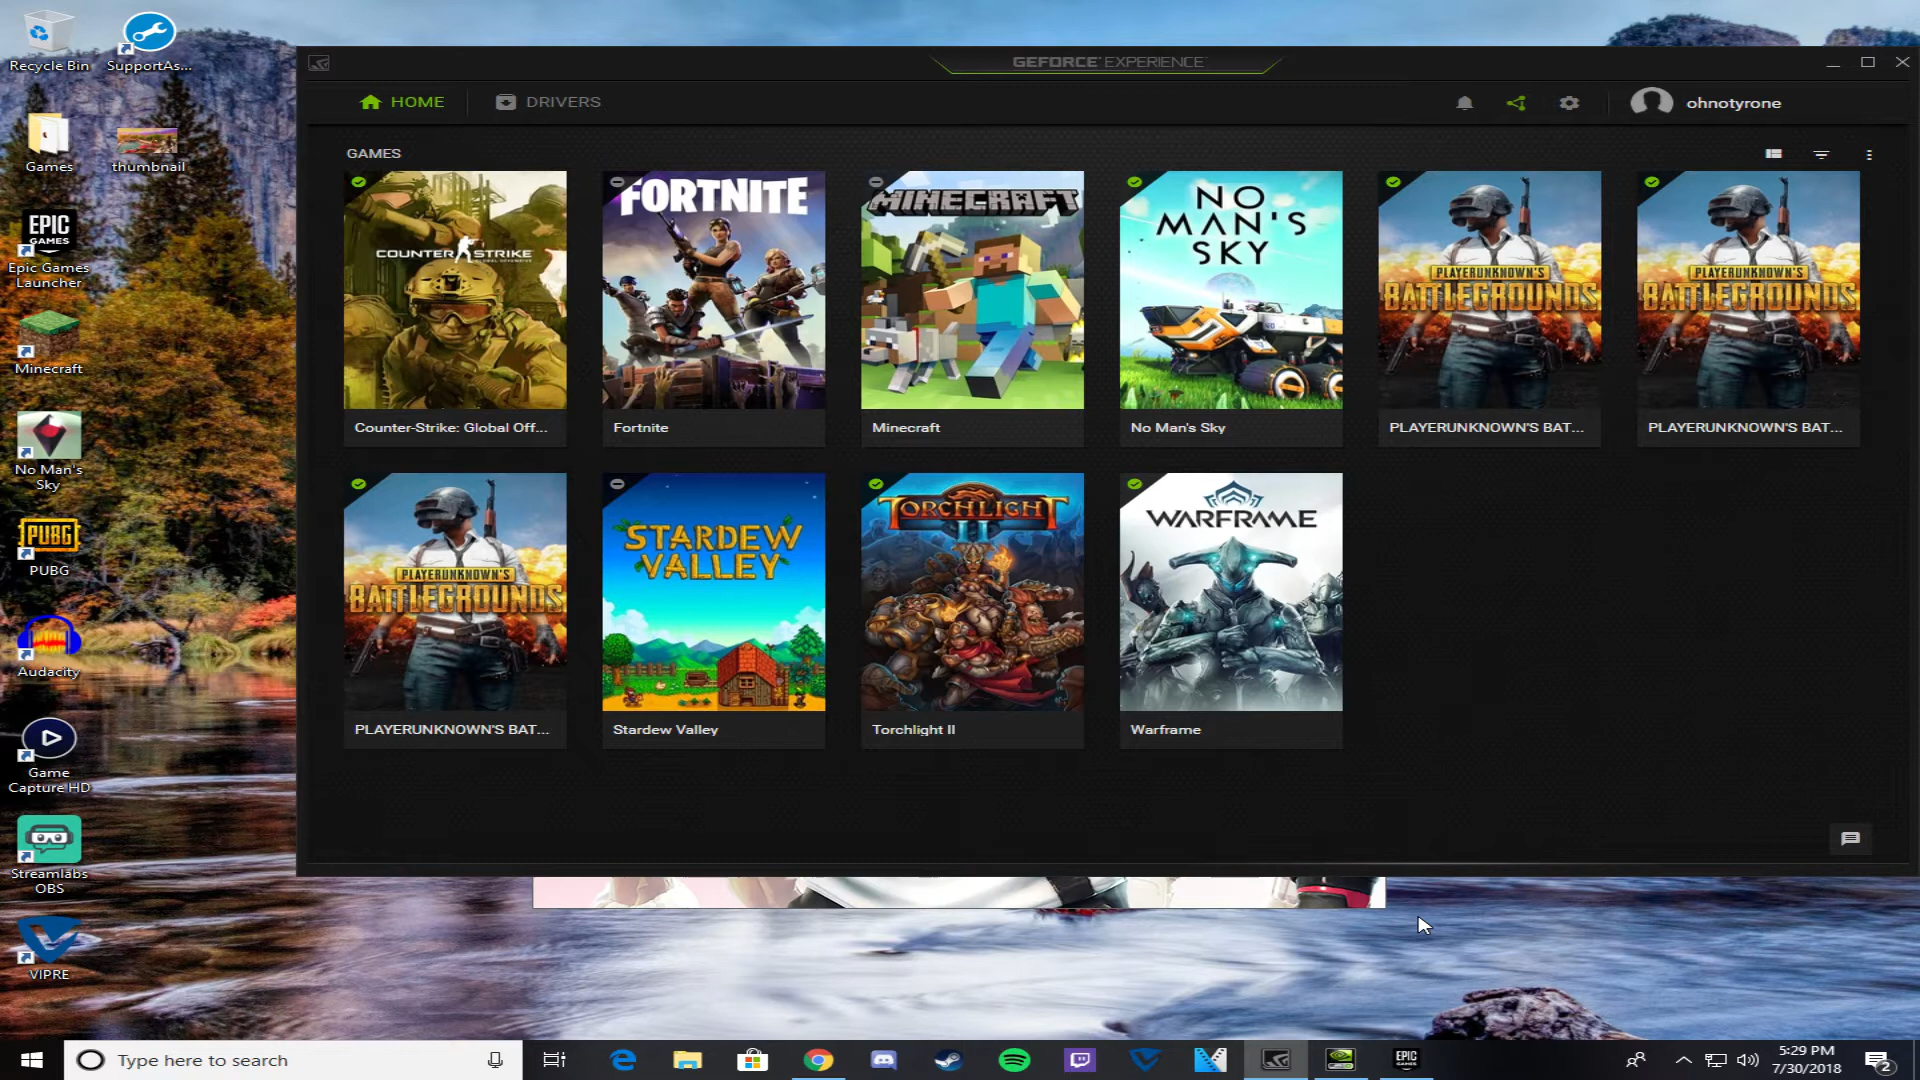 Recycle Bin
SupportAs...
Games
thumbnail
EPIC
GAMES
Epic Games
Launcher
Minecraft
No Man's
Sky
PUBG
PUBG
Audacity
Game
Capture HD
Streamlabs
OBS
VIPRE
GEFORCE EXPERIENCE
HOME
DRIVERS
ohnotyrone
GAMES
COUNTER STRIKE
GLOBAL OFFENSIVE
Counter-Strike: Global Off...
FORTNITE
Fortnite
MINECRAFT
Minecraft
NO
MAN'S
SKY
No Man's Sky
PLAYERUNKNOWN'S
BATTLEGROUNDS
PLAYERUNKNOWN'S BAT...
PLAYERUNKNOWN'S
BATTLEGROUNDS
PLAYERUNKNOWN'S BAT...
PLAYERUNKNOWN'S
BATTLEGROUNDS
PLAYERUNKNOWN'S BAT...
STARDEW
VALLEY
Stardew Valley
TORCHLIGHT
II
Torchlight II
WARFRAME
Warframe
Type here to search
EPIC
GAMES
5:29 PM
7/30/2018
2